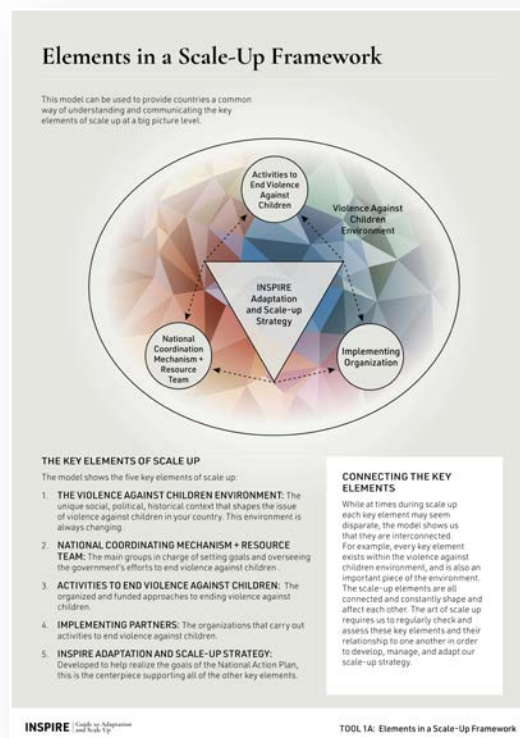 Elements in a Scale-Up Framework
This model can be used to provide countries a common
way of understanding and communicating the key
elements of scale up at a big picture level.
Activities to
End Violence
Against
Children
Violence Against
Children
Environment
INSPIRE
Adaptation
and Scale-up
Strategy
National
Coordination
Mechanism +
Resource
Team
Implementing
Organization
THE KEY ELEMENTS OF SCALE UP
The model shows the five key elements of scale up:
1. THE VIOLENCE AGAINST CHILDREN ENVIRONMENT: The
unique social, political, historical context that shapes the issue
of violence against children in your country. This environment is
always changing.
2. NATIONAL COORDINATING MECHANISM + RESOURCE
TEAM: The main groups in charge of setting goals and overseeing
the government's efforts to end violence against children .
3. ACTIVITIES TO END VIOLENCE AGAINST CHILDREN: The
organized and funded approaches to ending violence against
children.
4. IMPLEMENTING PARTNERS: The organizations that carry out
activities to end violence against children.
5. INSPIRE ADAPTATION AND SCALE-UP STRATEGY:
Developed to help realize the goals of the National Action Plan,
this is the centerpiece supporting all of the other key elements.
CONNECTING THE KEY
ELEMENTS
While at times during scale up
each key element may seem
disparate, the model shows us
that they are interconnected.
For example, every key element
exists within the violence against
children environment, and is also an
important piece of the environment.
The scale-up elements are all
connected and constantly shape and
affect each other. The art of scale up
requires us to regularly check and
assess these key elements and their
relationship to one another in order
to develop, manage, and adapt our
scale-up strategy.
INSPIRE Guide to Adaptation
and Scale Up
TOOL 1A: Elements in a Scale-Up Framework